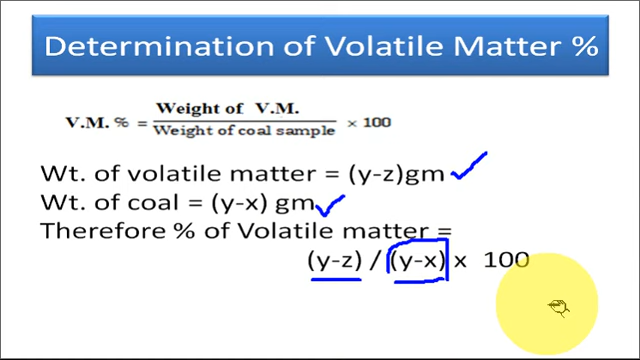 Determination of Volatile Matter %
Weight of V.M.
V.M. % = ——— × 100
Weight of coal sample
Wt. of volatile matter = (y-z)gm
Wt. of coal = (y-x) gm
Therefore % of Volatile matter =
(y-z) / (y-x) x 100